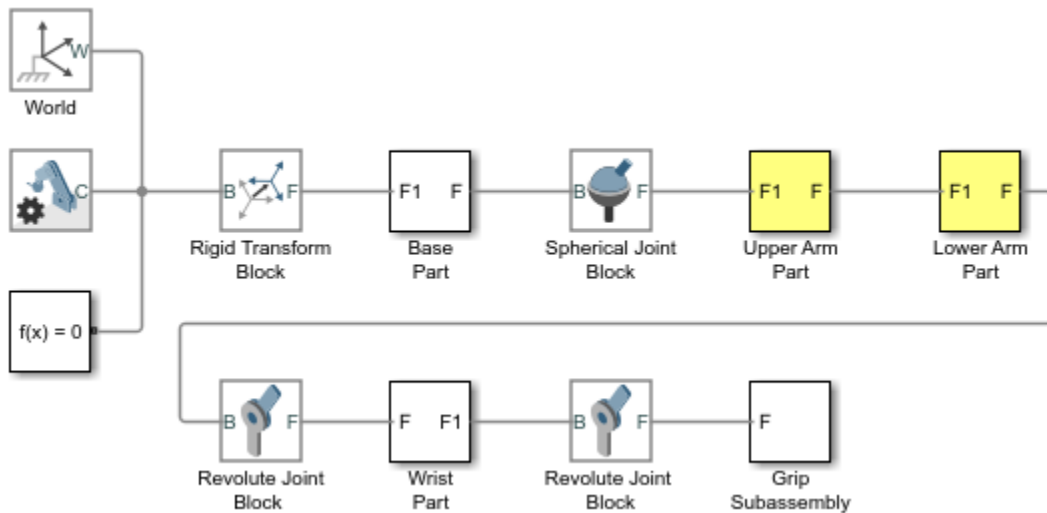 W
World
C
B F
Rigid Transform
Block
F1 F
Base
Part
B F
Spherical Joint
Block
F1 F
Upper Arm
Part
F1 F
Lower Arm
Part
f(x) = 0
B F
Revolute Joint
Block
F F1
Wrist
Part
B F
Revolute Joint
Block
F
Grip
Subassembly